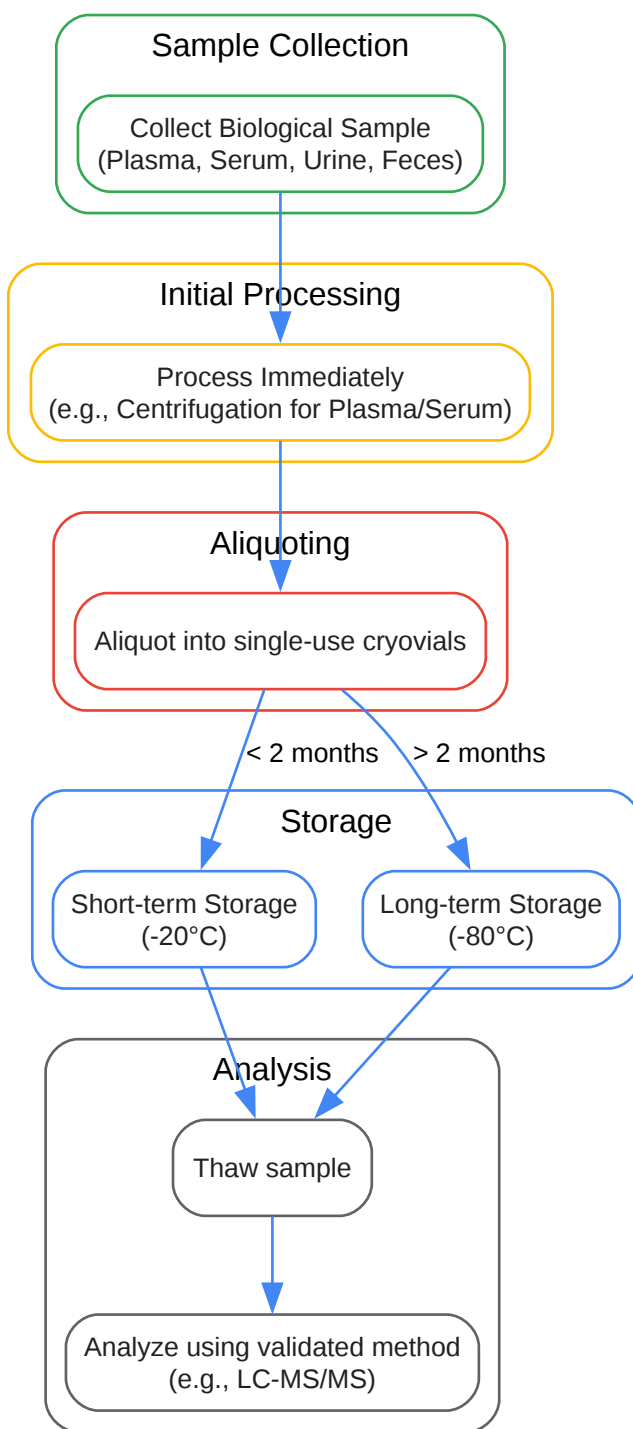 Sample Collection
Collect Biological Sample
(Plasma, Serum, Urine, Feces)
Initial Processing
Process Immediately
(e.g., Centrifugation for Plasma/Serum)
Aliquoting
Aliquot into single-use cryovials
< 2 months
> 2 months
Storage
Short-term Storage
(-20°C)
Long-term Storage
(-80°C)
Analysis
Thaw sample
Analyze using validated method
(e.g., LC-MS/MS)